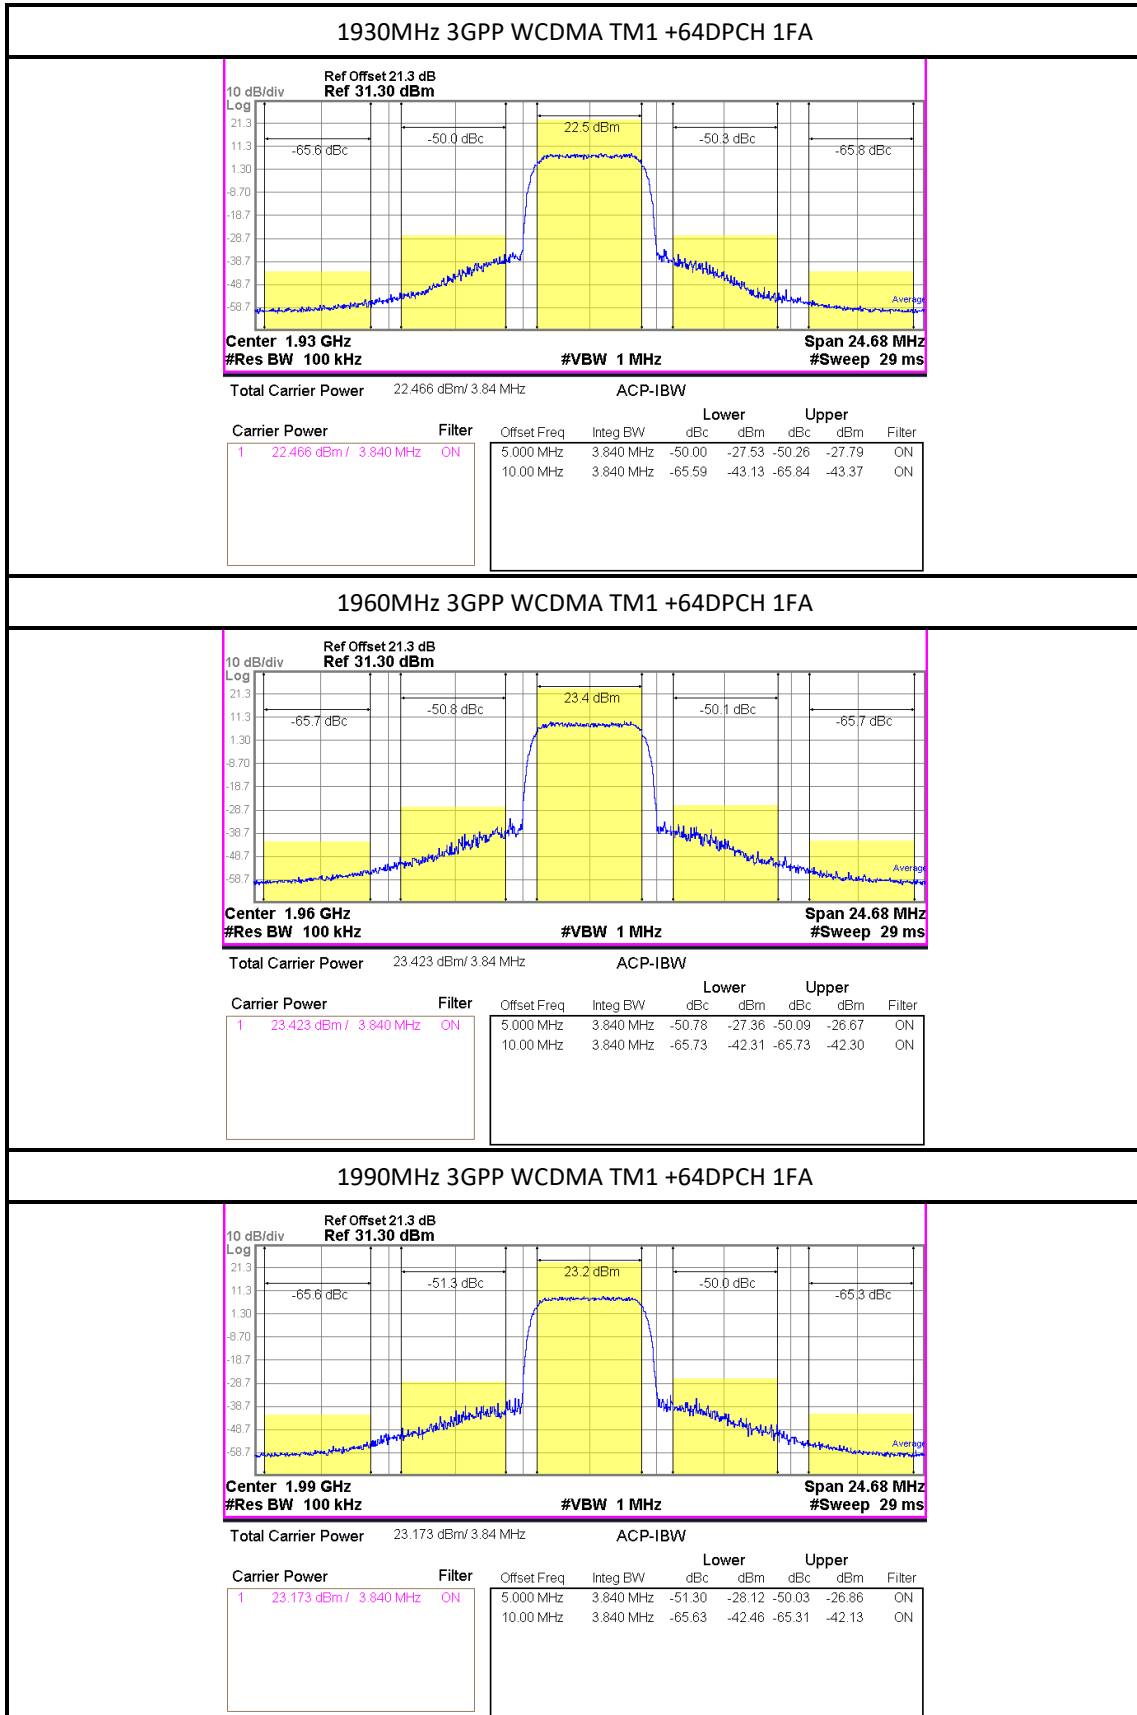 1930MHz 3GPP WCDMA TM1 +64DPCH 1FA
Ref Offset 21.3 dB
10 dB/div Ref 31.30 dBm
Log
21.3
11.3
1.30
-8.70
-18.7
-28.7
-38.7
-48.7
-58.7
-65.6 dBc
-50.0 dBc
22.5 dBm
-50.3 dBc
-65.8 dBc
Average
Center 1.93 GHz Span 24.68 MHz
#Res BW 100 kHz #VBW 1 MHz #Sweep 29 ms
Total Carrier Power 22.466 dBm/ 3.84 MHz ACP-IBW
Lower Upper
Carrier Power Filter Offset Freq Integ BW dBc dBm dBc dBm Filter
1 22.466 dBm / 3.840 MHz ON 5.000 MHz 3.840 MHz -50.00 -27.53 -50.26 -27.79 ON
10.00 MHz 3.840 MHz -65.59 -43.13 -65.84 -43.37 ON
1960MHz 3GPP WCDMA TM1 +64DPCH 1FA
Ref Offset 21.3 dB
10 dB/div Ref 31.30 dBm
Log
21.3
11.3
1.30
-8.70
-18.7
-28.7
-38.7
-48.7
-58.7
-65.7 dBc
-50.8 dBc
23.4 dBm
-50.1 dBc
-65.7 dBc
Average
Center 1.96 GHz Span 24.68 MHz
#Res BW 100 kHz #VBW 1 MHz #Sweep 29 ms
Total Carrier Power 23.423 dBm/ 3.84 MHz ACP-IBW
Lower Upper
Carrier Power Filter Offset Freq Integ BW dBc dBm dBc dBm Filter
1 23.423 dBm / 3.840 MHz ON 5.000 MHz 3.840 MHz -50.78 -27.36 -50.09 -26.67 ON
10.00 MHz 3.840 MHz -65.73 -42.31 -65.73 -42.30 ON
1990MHz 3GPP WCDMA TM1 +64DPCH 1FA
Ref Offset 21.3 dB
10 dB/div Ref 31.30 dBm
Log
21.3
11.3
1.30
-8.70
-18.7
-28.7
-38.7
-48.7
-58.7
-65.6 dBc
-51.3 dBc
23.2 dBm
-50.0 dBc
-65.3 dBc
Average
Center 1.99 GHz Span 24.68 MHz
#Res BW 100 kHz #VBW 1 MHz #Sweep 29 ms
Total Carrier Power 23.173 dBm/ 3.84 MHz ACP-IBW
Lower Upper
Carrier Power Filter Offset Freq Integ BW dBc dBm dBc dBm Filter
1 23.173 dBm / 3.840 MHz ON 5.000 MHz 3.840 MHz -51.30 -28.12 -50.03 -26.86 ON
10.00 MHz 3.840 MHz -65.63 -42.46 -65.31 -42.13 ON